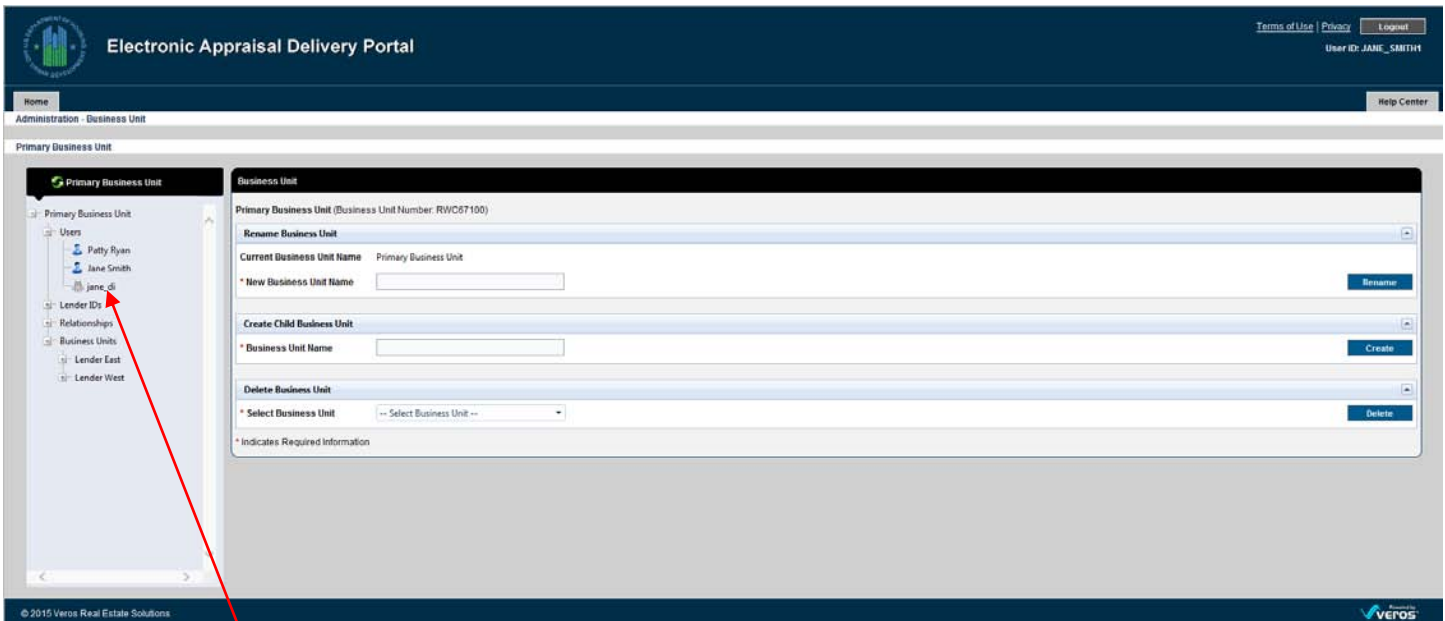 Terms of Use | Privacy Logout
Electronic Appraisal Delivery Portal
User ID: JANE_SMITH1
Home Help Center
Administration - Business Unit
Primary Business Unit
Primary Business Unit
Primary Business Unit
Users
Patty Ryan
Jane Smith
jane_di
Lender IDs
Relationships
Business Units
Lender East
Lender West
Business Unit
Primary Business Unit (Business Unit Number: RWC67100)
Rename Business Unit
Current Business Unit Name Primary Business Unit
* New Business Unit Name Rename
Create Child Business Unit
* Business Unit Name Create
Delete Business Unit
* Select Business Unit -- Select Business Unit -- Delete
* Indicates Required Information
© 2015 Veros Real Estate Solutions
Powered by
veros